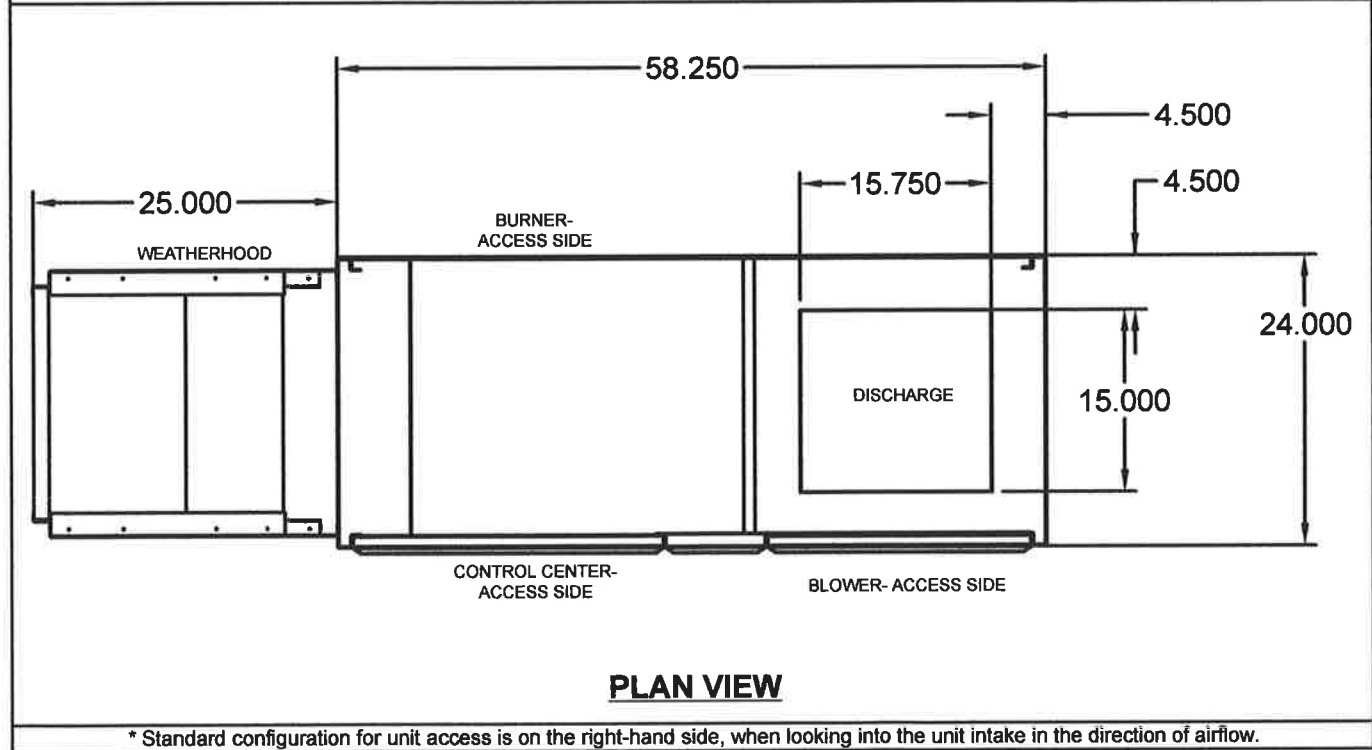 58.250
4.500
15.750
4.500
25.000
BURNER-
ACCESS SIDE
WEATHERHOOD
24.000
DISCHARGE
15.000
CONTROL CENTER-
ACCESS SIDE
BLOWER- ACCESS SIDE
PLAN VIEW
* Standard configuration for unit access is on the right-hand side, when looking into the unit intake in the direction of airflow.